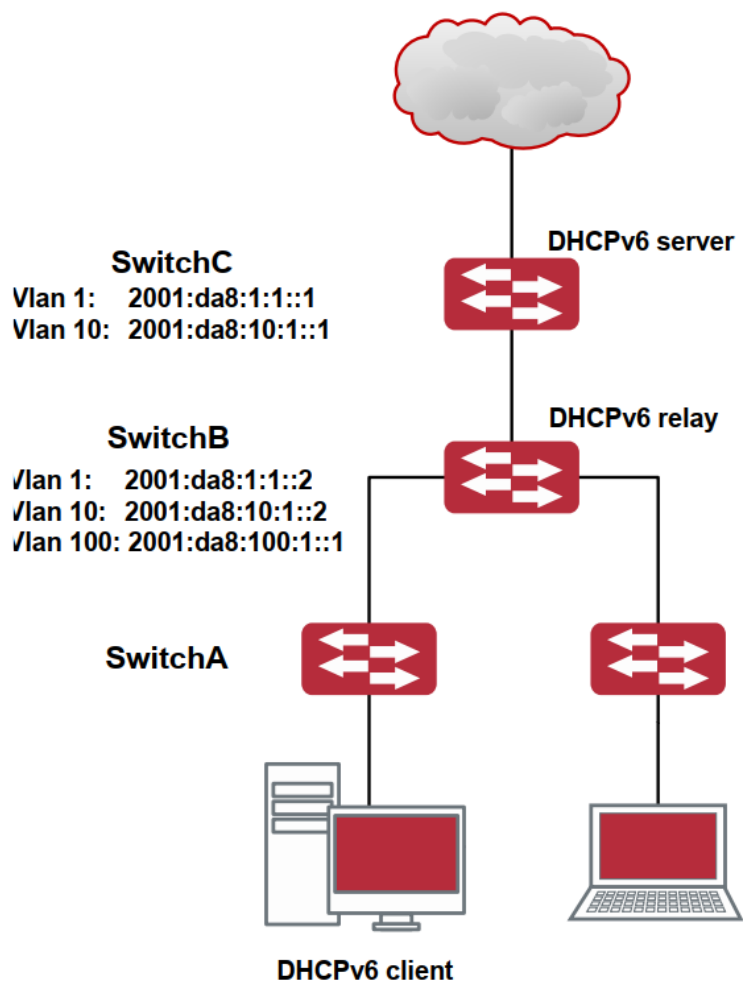 DHCPv6 server
SwitchC
Vlan 1: 2001:da8:1:1::1
Vlan 10: 2001:da8:10:1::1
DHCPv6 relay
SwitchB
Vlan 1: 2001:da8:1:1::2
Vlan 10: 2001:da8:10:1::2
Vlan 100: 2001:da8:100:1::1
SwitchA
DHCPv6 client